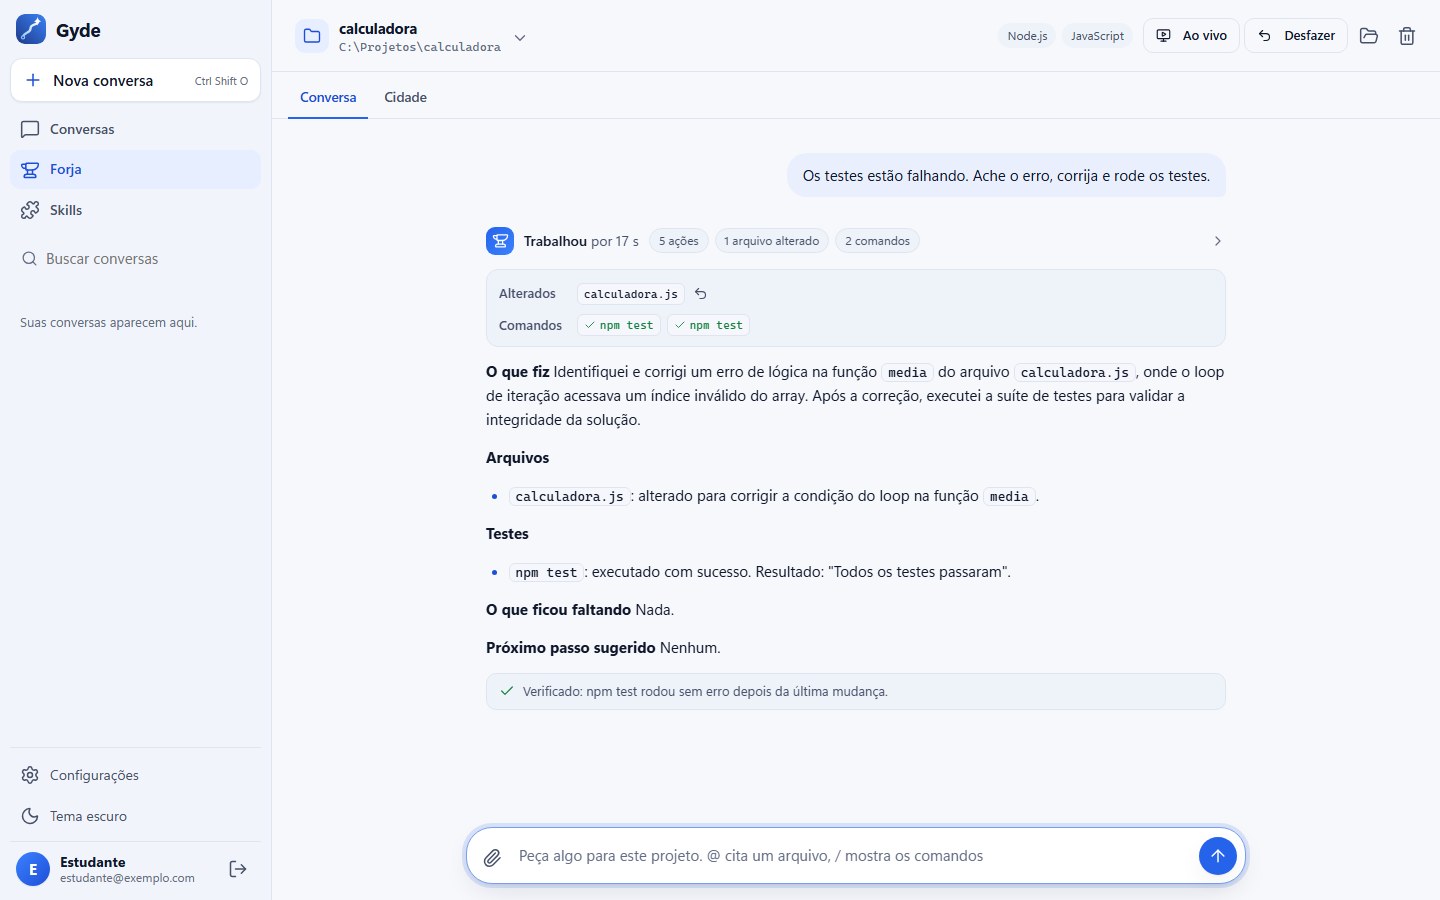 Gyde
Nova conversa Ctrl Shift O
Conversas
Forja
Skills
Buscar conversas
Suas conversas aparecem aqui.
Configurações
Tema escuro
E
Estudante
estudante@exemplo.com
calculadora
C:\Projetos\calculadora
Node.js JavaScript Ao vivo Desfazer
Conversa Cidade
Os testes estão falhando. Ache o erro, corrija e rode os testes.
Trabalhou por 17 s 5 ações 1 arquivo alterado 2 comandos
Alterados calculadora.js
Comandos npm test npm test
O que fiz Identifiquei e corrigi um erro de lógica na função media do arquivo calculadora.js, onde o loop
de iteração acessava um índice inválido do array. Após a correção, executei a suíte de testes para validar a
integridade da solução.
Arquivos
calculadora.js: alterado para corrigir a condição do loop na função media.
Testes
npm test: executado com sucesso. Resultado: "Todos os testes passaram".
O que ficou faltando Nada.
Próximo passo sugerido Nenhum.
Verificado: npm test rodou sem erro depois da última mudança.
Peça algo para este projeto. @ cita um arquivo, / mostra os comandos